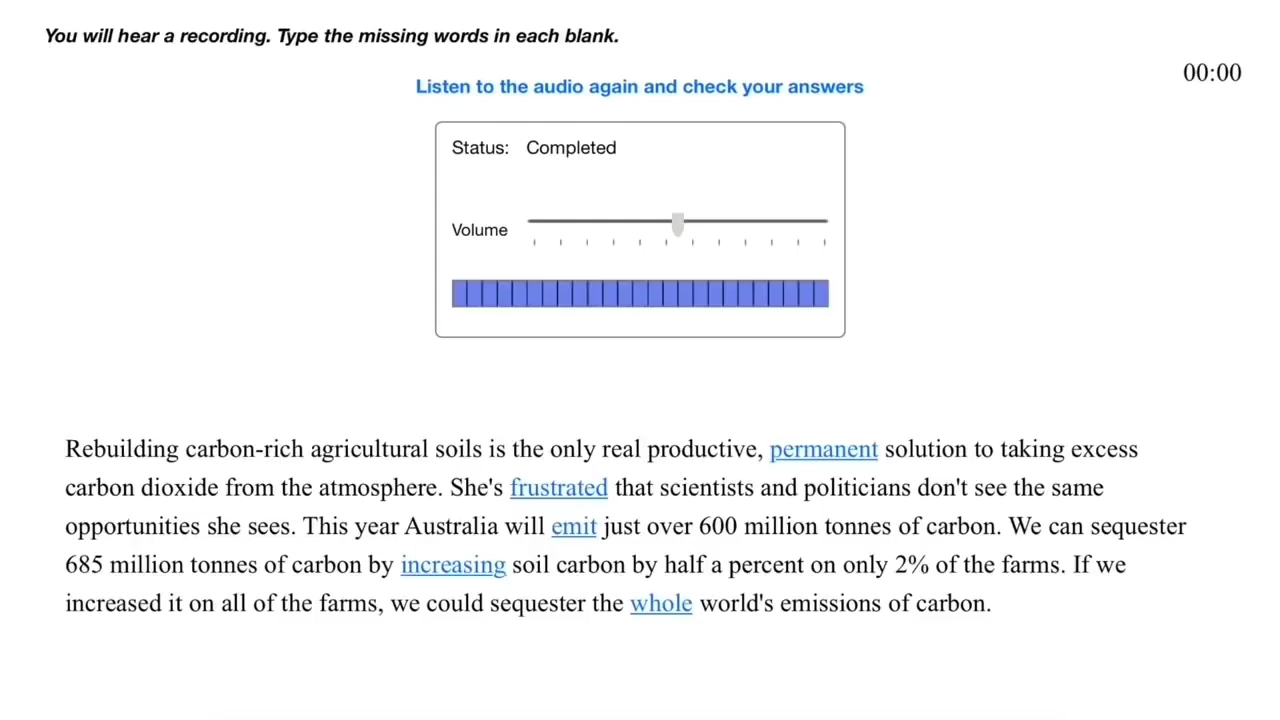 You will hear a recording. Type the missing words in each blank.
00:00
Listen to the audio again and check your answers
Status: Completed
Volume
Rebuilding carbon-rich agricultural soils is the only real productive, permanent solution to taking excess
carbon dioxide from the atmosphere. She's frustrated that scientists and politicians don't see the same
opportunities she sees. This year Australia will emit just over 600 million tonnes of carbon. We can sequester
685 million tonnes of carbon by increasing soil carbon by half a percent on only 2% of the farms. If we
increased it on all of the farms, we could sequester the whole world's emissions of carbon.